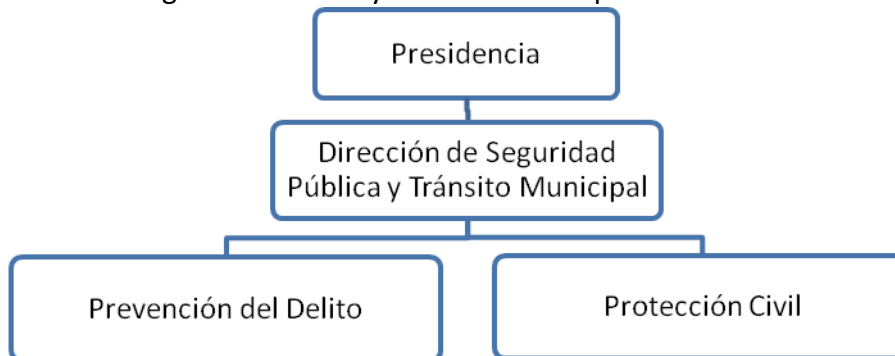 Presidencia
Dirección de Seguridad
Pública y Tránsito Municipal
Prevención del Delito
Protección Civil